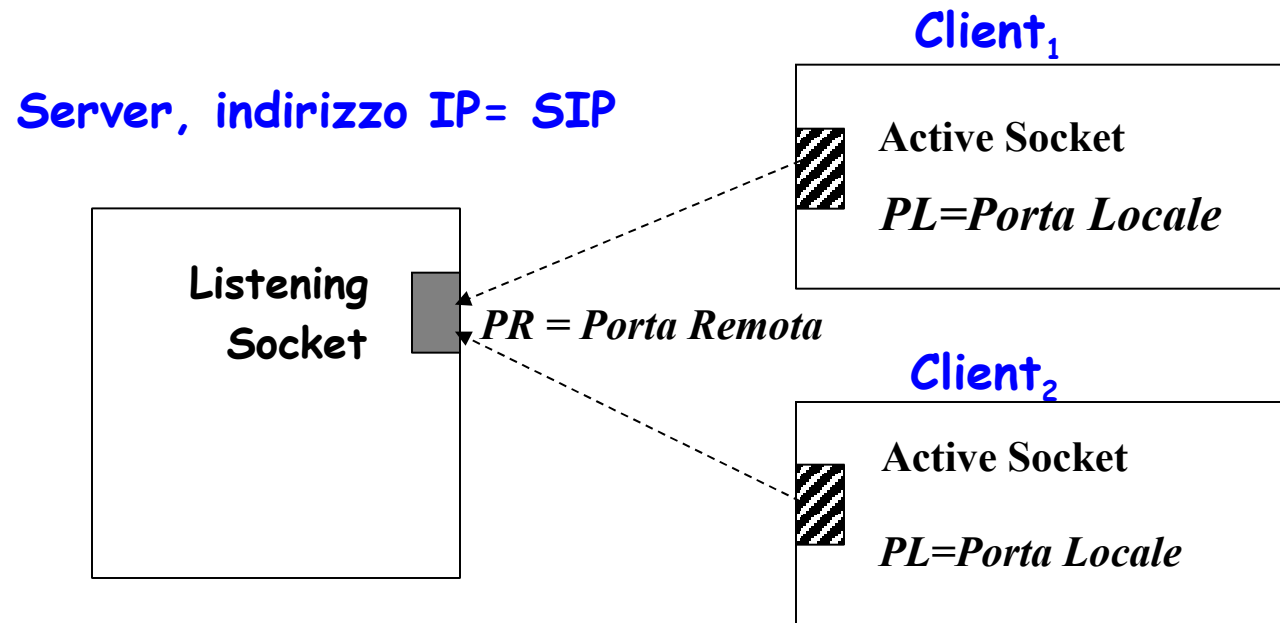 Server, indirizzo IP= SIP
Listening
Socket
PR = Porta Remota
Client₁
Active Socket
PL=Porta Locale
Client₂
Active Socket
PL=Porta Locale